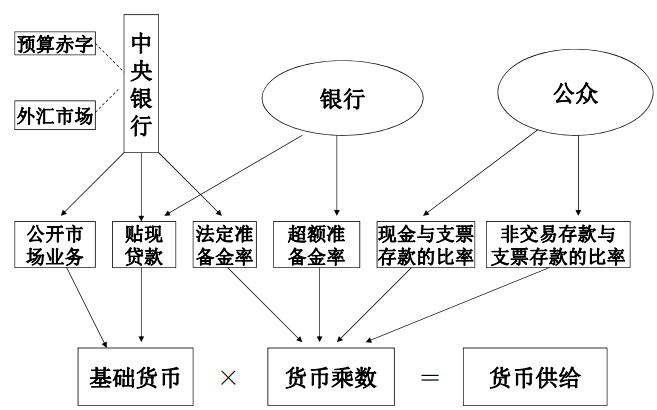 预算赤字
外汇市场
中
央
银
行
银行
公众
公开市
场业务
贴现
贷款
法定准
备金率
超额准
备金率
现金与支票
存款的比率
非交易存款与
支票存款的比率
基础货币 × 货币乘数 = 货币供给